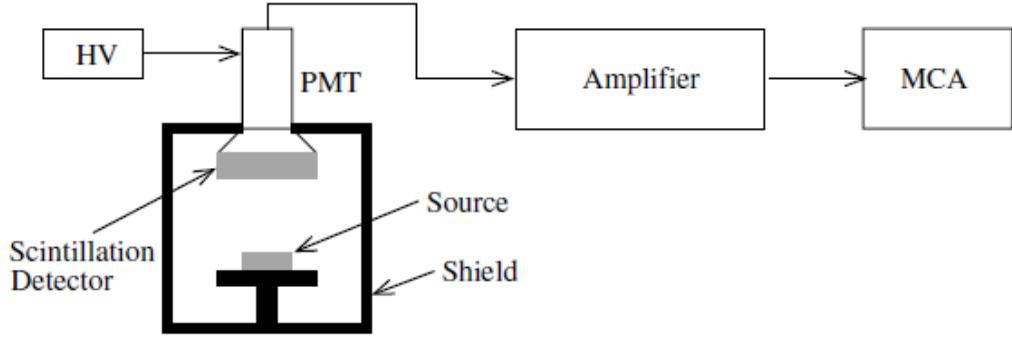 HV
PMT
Amplifier
MCA
Source
Scintillation
Detector
Shield